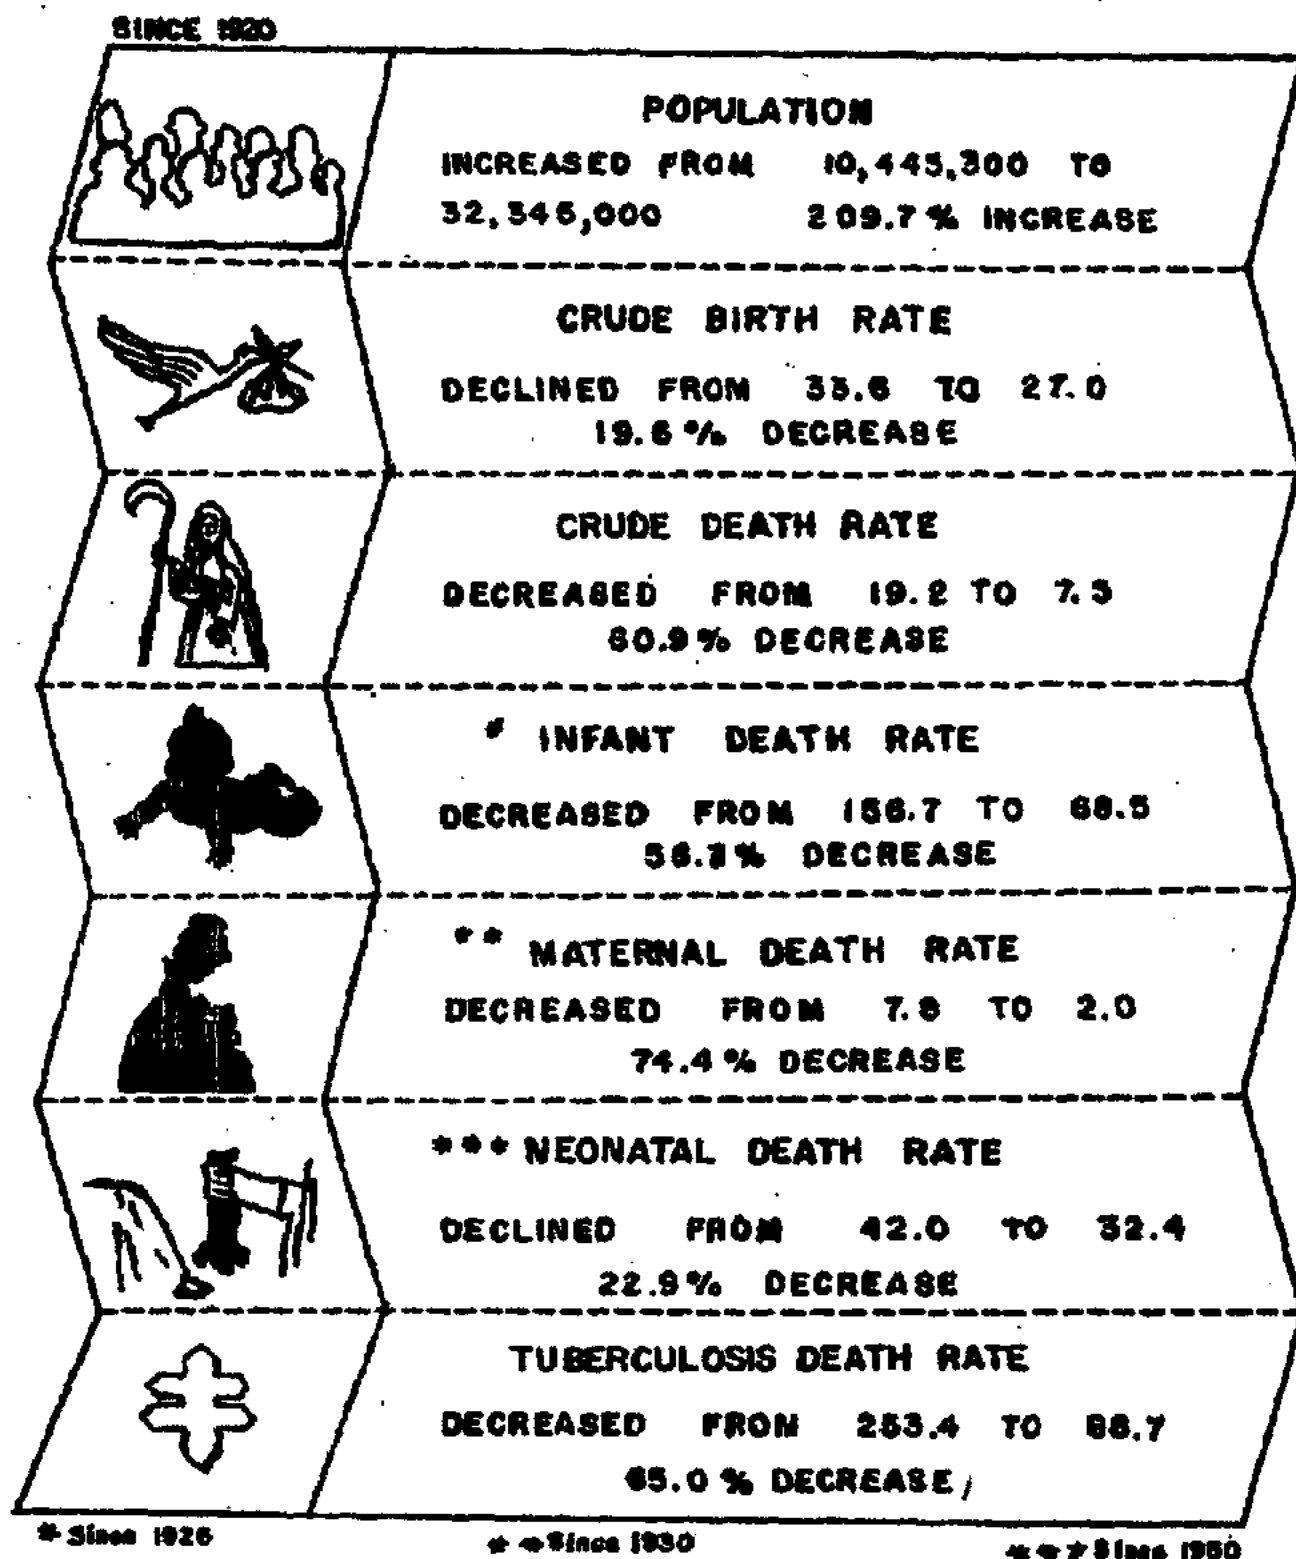 SINCE 1920
POPULATION
INCREASED FROM 10,445,300 TO
32,345,000 209.7% INCREASE
CRUDE BIRTH RATE
DECLINED FROM 33.6 TO 27.0
19.6% DECREASE
CRUDE DEATH RATE
DECREASED FROM 19.2 TO 7.5
60.9% DECREASE
* INFANT DEATH RATE
DECREASED FROM 156.7 TO 68.5
56.3% DECREASE
** MATERNAL DEATH RATE
DECREASED FROM 7.8 TO 2.0
74.4% DECREASE
*** NEONATAL DEATH RATE
DECLINED FROM 42.0 TO 32.4
22.9% DECREASE
TUBERCULOSIS DEATH RATE
DECREASED FROM 253.4 TO 88.7
65.0% DECREASE
* Since 1926
** Since 1930
*** Since 1950